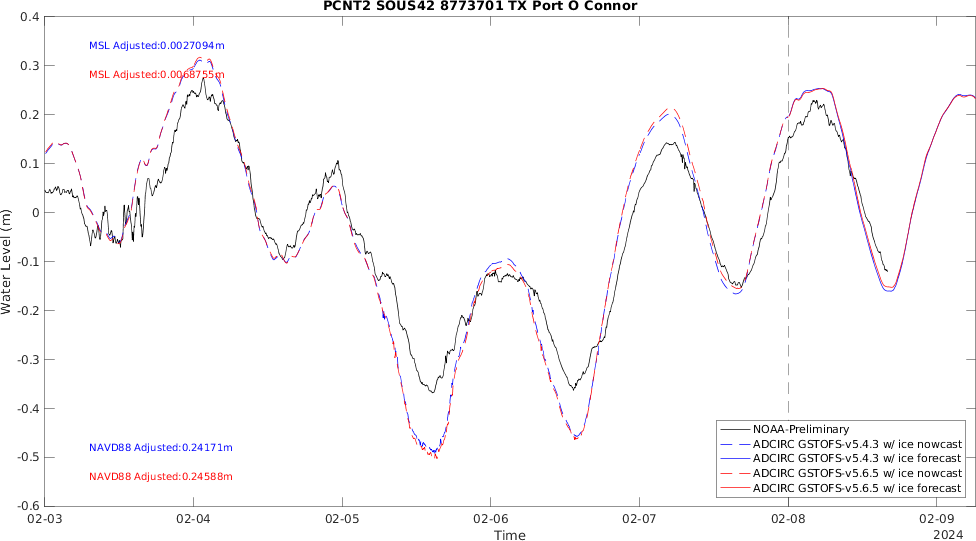 PCNT2 SOUS42 8773701 TX Port O Connor
0.4
0.3
0.2
0.1
0
-0.1
-0.2
-0.3
-0.4
-0.5
-0.6
Water Level (m)
MSL Adjusted:0.0027094m
MSL Adjusted:0.0068755m
NAVD88 Adjusted:0.24171m
NAVD88 Adjusted:0.24588m
NOAA-Preliminary
ADCIRC GSTOFS-v5.4.3 w/ ice nowcast
ADCIRC GSTOFS-v5.4.3 w/ ice forecast
ADCIRC GSTOFS-v5.6.5 w/ ice nowcast
ADCIRC GSTOFS-v5.6.5 w/ ice forecast
02-03 02-04 02-05 02-06 02-07 02-08 02-09
Time
2024